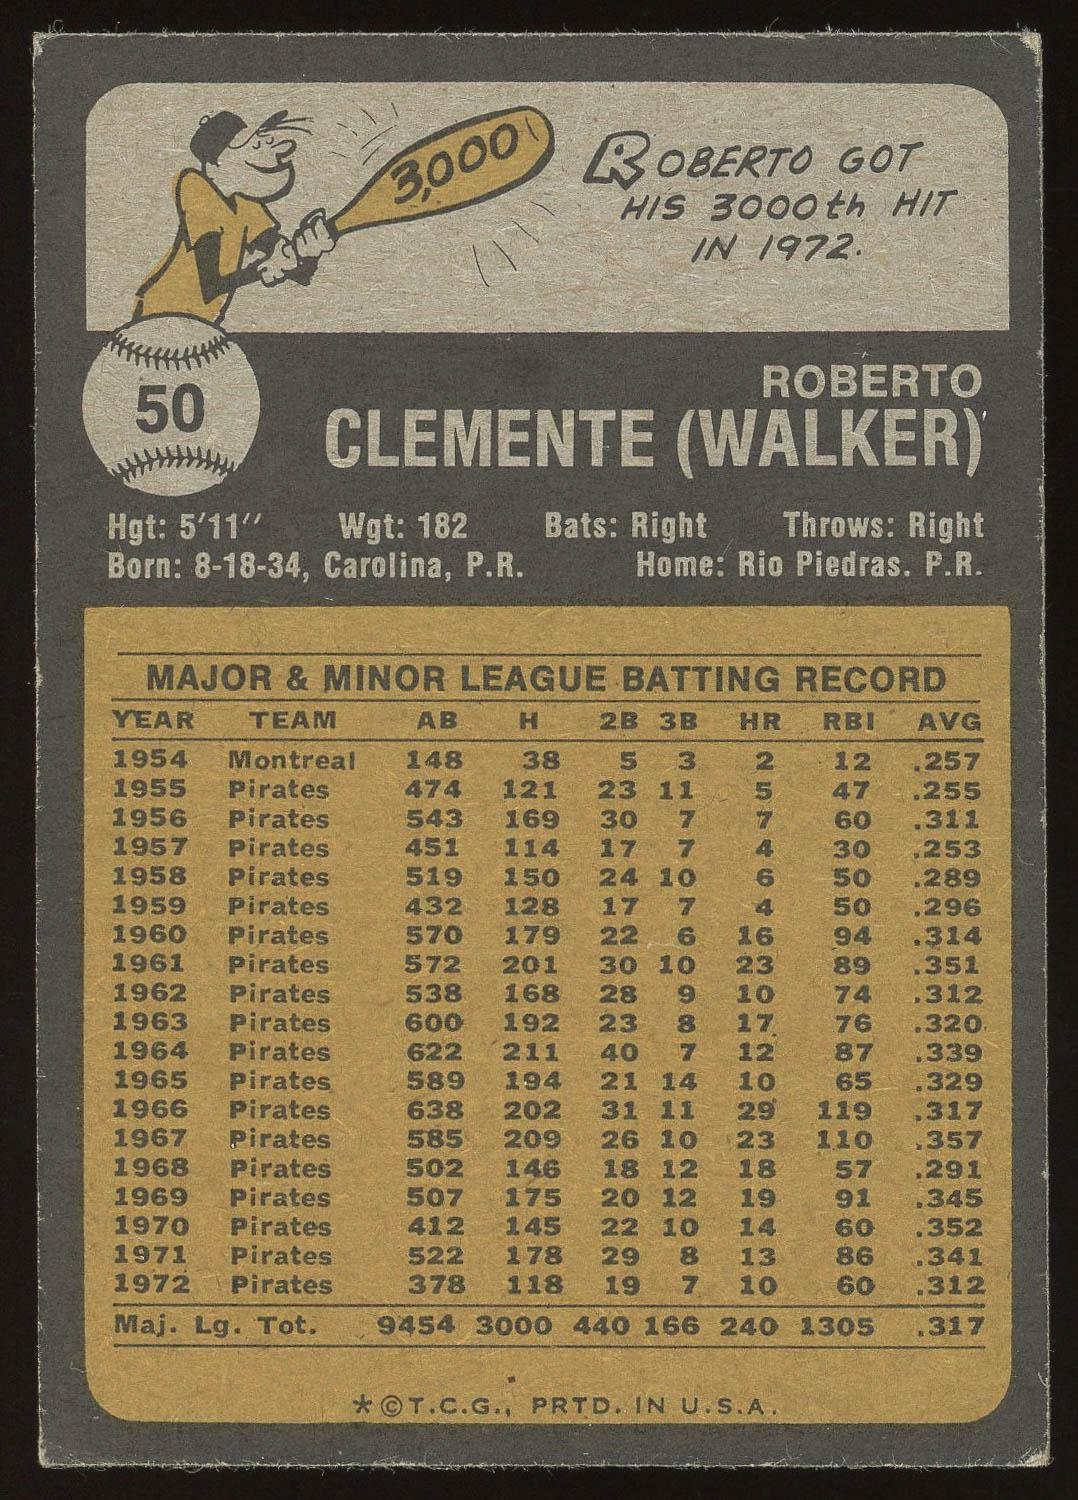 3,000
ROBERTO GOT
HIS 3000th HIT
IN 1972.
50
ROBERTO
CLEMENTE (WALKER)
Hgt: 5'11'' Wgt: 182 Bats: Right Throws: Right
Born: 8-18-34, Carolina, P.R. Home: Rio Piedras. P.R.
MAJOR & MINOR LEAGUE BATTING RECORD
YEAR TEAM AB H 2B 3B HR RBI AVG
1954 Montreal 148 38 5 3 2 12 .257
1955 Pirates 474 121 23 11 5 47 .255
1956 Pirates 543 169 30 7 7 60 .311
1957 Pirates 451 114 17 7 4 30 .253
1958 Pirates 519 150 24 10 6 50 .289
1959 Pirates 432 128 17 7 4 50 .296
1960 Pirates 570 179 22 6 16 94 .314
1961 Pirates 572 201 30 10 23 89 .351
1962 Pirates 538 168 28 9 10 74 .312
1963 Pirates 600 192 23 8 17 76 .320
1964 Pirates 622 211 40 7 12 87 .339
1965 Pirates 589 194 21 14 10 65 .329
1966 Pirates 638 202 31 11 29 119 .317
1967 Pirates 585 209 26 10 23 110 .357
1968 Pirates 502 146 18 12 18 57 .291
1969 Pirates 507 175 20 12 19 91 .345
1970 Pirates 412 145 22 10 14 60 .352
1971 Pirates 522 178 29 8 13 86 .341
1972 Pirates 378 118 19 7 10 60 .312
Maj. Lg. Tot. 9454 3000 440 166 240 1305 .317
*©T.C.G., PRTD. IN U.S.A.